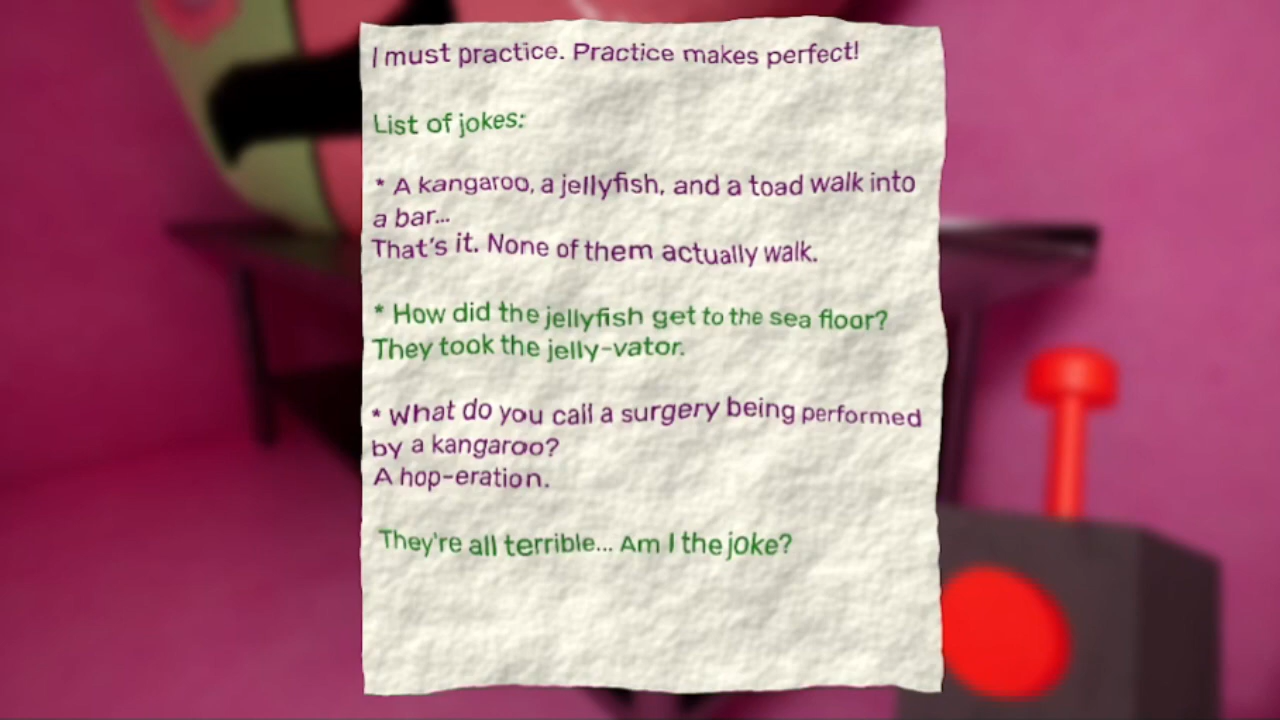 I must practice. Practice makes perfect!
List of jokes:
* A kangaroo, a jellyfish, and a toad walk into
a bar...
That's it. None of them actually walk.
* How did the jellyfish get to the sea floor?
They took the jelly-vator.
* What do you call a surgery being performed
by a kangaroo?
A hop-eration.
They're all terrible... Am I the joke?